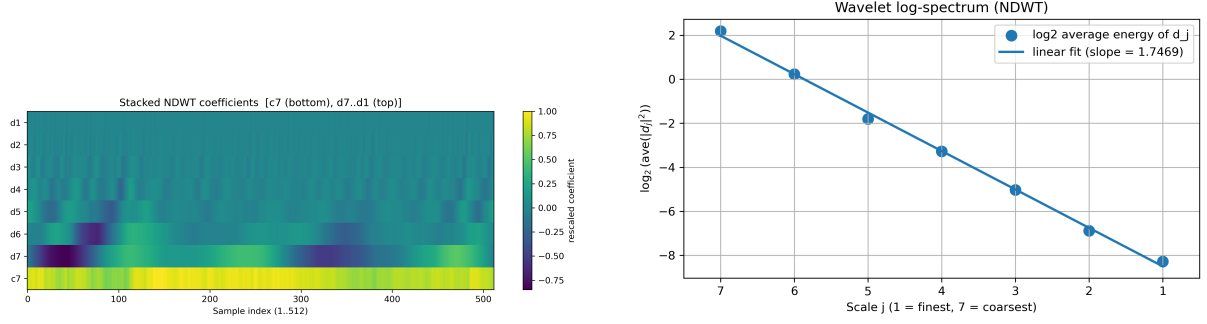 Stacked NDWT coefficients [c7 (bottom), d7..d1 (top)]
d1
d2
d3
d4
d5
d6
d7
c7
0
100
200
300
400
500
Sample index (1..512)
1.00
0.75
0.50
0.25
0.00
−0.25
−0.50
−0.75
rescaled coefficient
Wavelet log-spectrum (NDWT)
log2 average energy of d_j
linear fit (slope = 1.7469)
2
0
−2
−4
−6
−8
log₂ (ave(|dⱼ|²))
7
6
5
4
3
2
1
Scale j (1 = finest, 7 = coarsest)